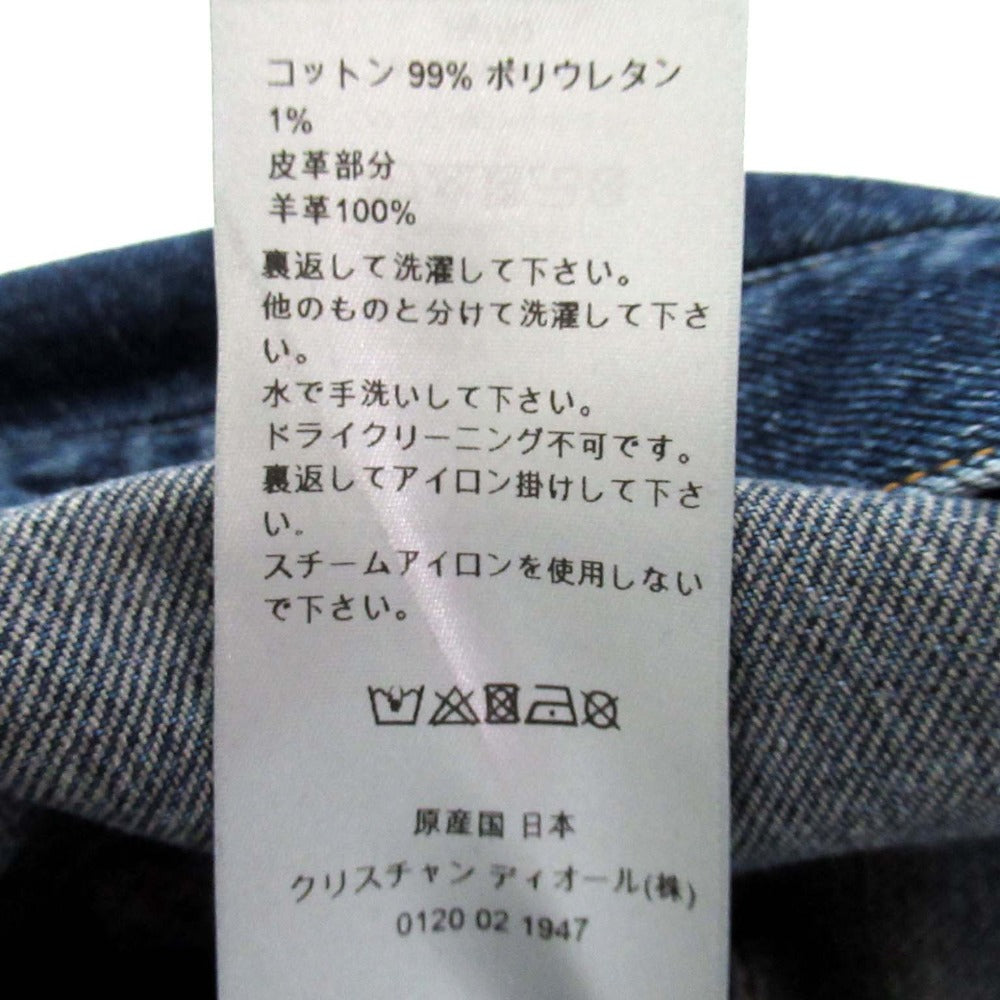 コットン 99% ポリウレタン
1%
皮革部分
羊革100%
裏返して洗濯して下さい。
他のものと分けて洗濯して下さ
い。
水で手洗いして下さい。
ドライクリーニング不可です。
裏返してアイロン掛けして下さ
い.
スチームアイロンを使用しない
で下さい。
原産国 日本
クリスチャン ディオール(株)
0120 02 1947